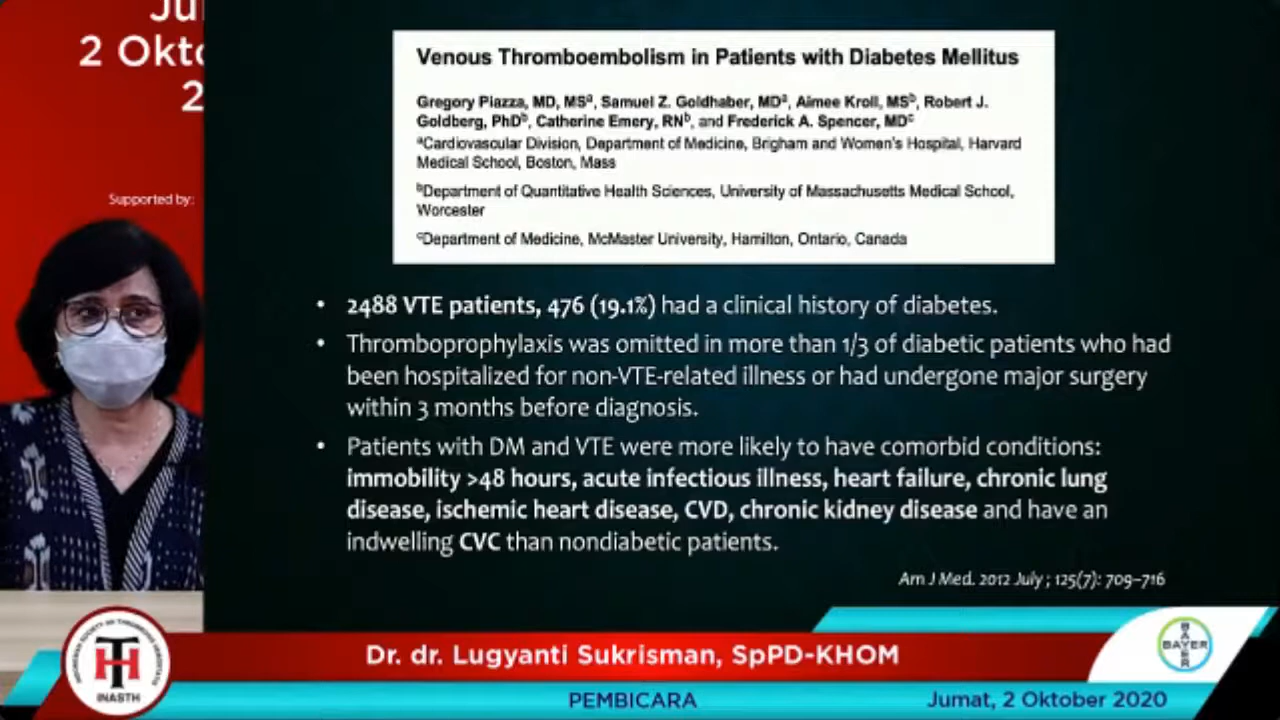 Ju
2 Okto
2
Supported by:
Venous Thromboembolism in Patients with Diabetes Mellitus
Gregory Piazza, MD, MSa, Samuel Z. Goldhaber, MDa, Aimee Kroll, MSb, Robert J.
Goldberg, PhDb, Catherine Emery, RNb, and Frederick A. Spencer, MDc
aCardiovascular Division, Department of Medicine, Brigham and Women's Hospital, Harvard
Medical School, Boston, Mass
bDepartment of Quantitative Health Sciences, University of Massachusetts Medical School,
Worcester
cDepartment of Medicine, McMaster University, Hamilton, Ontario, Canada
• 2488 VTE patients, 476 (19.1%) had a clinical history of diabetes.
• Thromboprophylaxis was omitted in more than 1/3 of diabetic patients who had
been hospitalized for non-VTE-related illness or had undergone major surgery
within 3 months before diagnosis.
• Patients with DM and VTE were more likely to have comorbid conditions:
immobility >48 hours, acute infectious illness, heart failure, chronic lung
disease, ischemic heart disease, CVD, chronic kidney disease and have an
indwelling CVC than nondiabetic patients.
Am J Med. 2012 July ; 125(7): 709–716
TH
INASTH
Dr. dr. Lugyanti Sukrisman, SpPD-KHOM
BAYER
BAYER
PEMBICARA
Jumat, 2 Oktober 2020